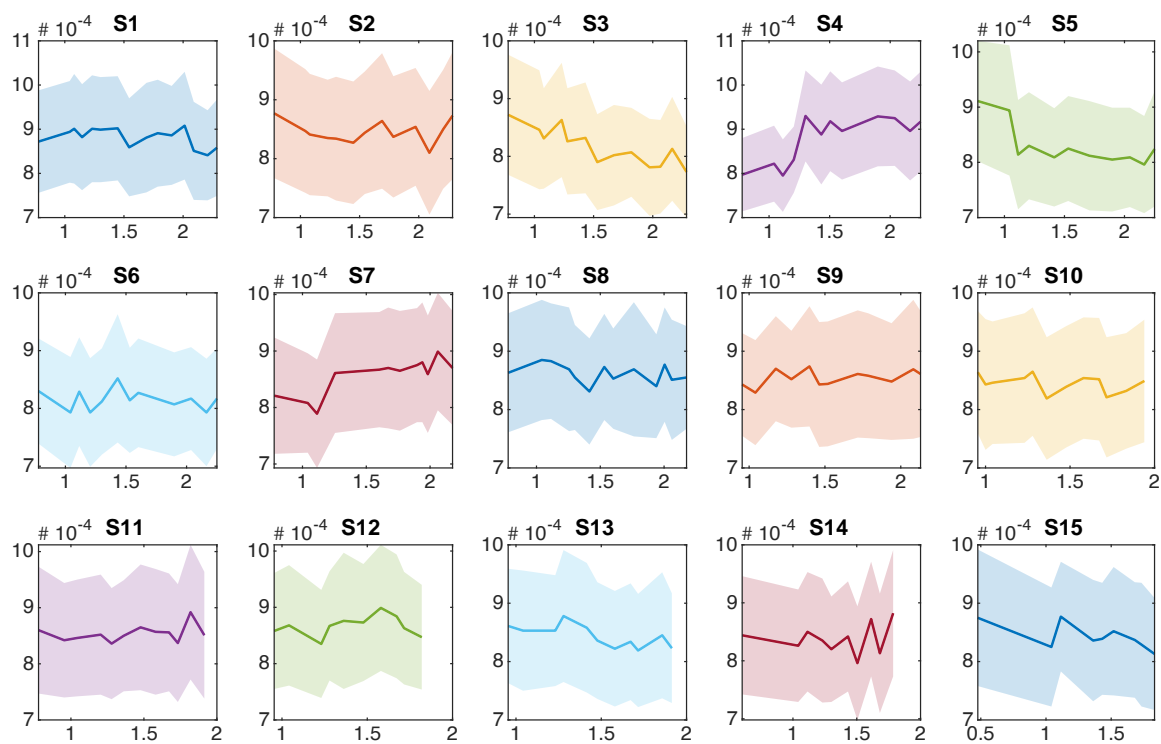 # 10-4 S1
11
10
9
8
7
1 1.5 2
# 10-4 S2
10
9
8
7
1 1.5 2
# 10-4 S3
10
9
8
7
1 1.5 2
# 10-4 S4
11
10
9
8
7
1 1.5 2
# 10-4 S5
10
9
8
7
1 1.5 2
# 10-4 S6
10
9
8
7
1 1.5 2
# 10-4 S7
10
9
8
7
1 1.5 2
# 10-4 S8
10
9
8
7
1 1.5 2
# 10-4 S9
10
9
8
7
1 1.5 2
# 10-4 S10
10
9
8
7
1 1.5 2
# 10-4 S11
10
9
8
7
1 1.5 2
# 10-4 S12
10
9
8
7
1 1.5 2
# 10-4 S13
10
9
8
7
1 1.5 2
# 10-4 S14
10
9
8
7
1 1.5 2
# 10-4 S15
10
9
8
7
0.5 1 1.5